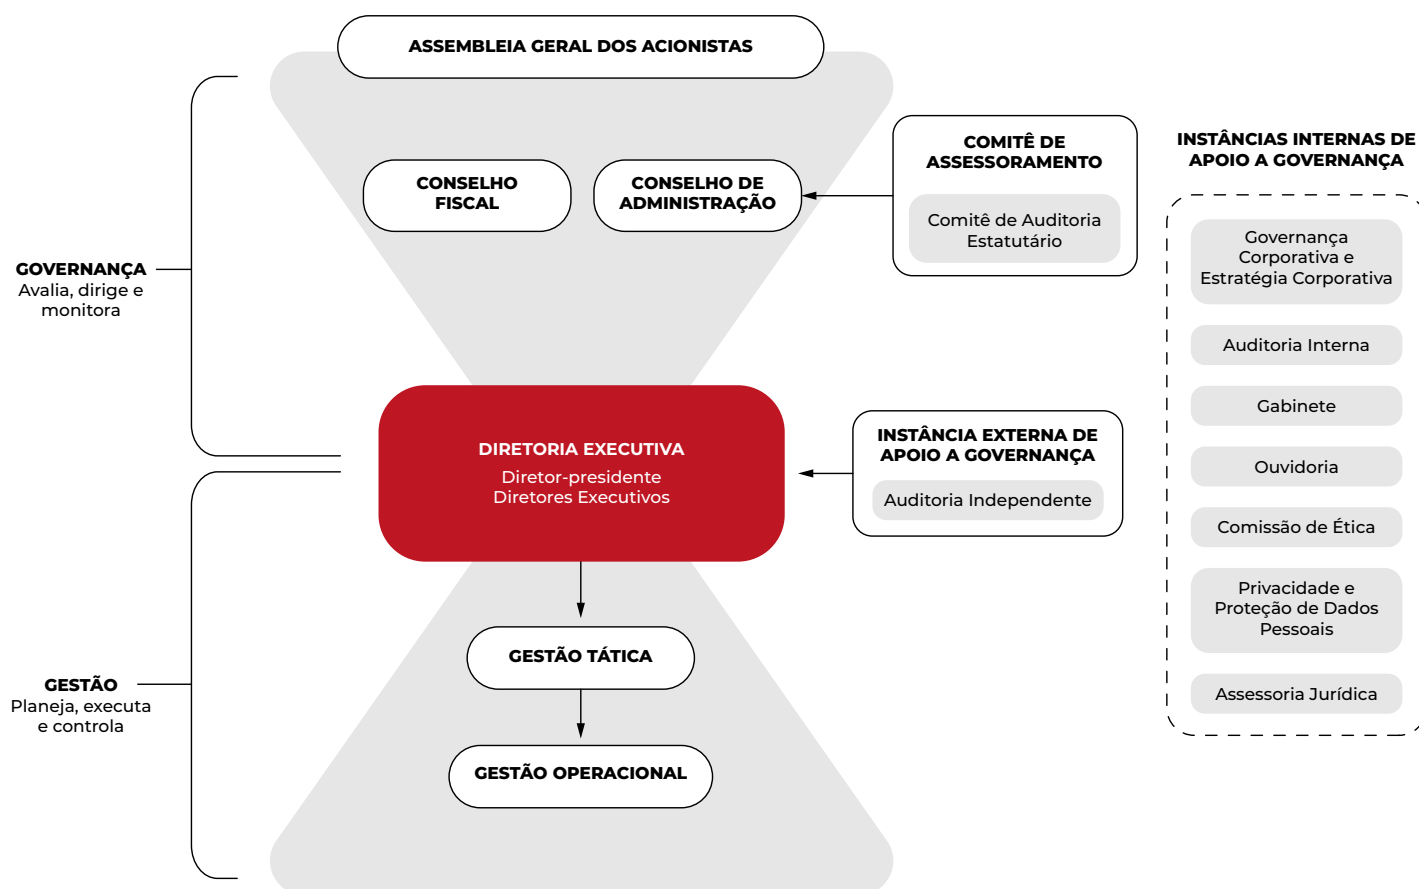 ASSEMBLEIA GERAL DOS ACIONISTAS
CONSELHO
FISCAL
CONSELHO DE
ADMINISTRAÇÃO
COMITÊ DE
ASSESSORAMENTO
Comitê de Auditoria
Estatutário
GOVERNANÇA
Avalia, dirige e
monitora
DIRETORIA EXECUTIVA
Diretor-presidente
Diretores Executivos
INSTÂNCIA EXTERNA DE
APOIO A GOVERNANÇA
Auditoria Independente
GESTÃO
Planeja, executa
e controla
GESTÃO TÁTICA
GESTÃO OPERACIONAL
INSTÂNCIAS INTERNAS DE
APOIO A GOVERNANÇA
Governança
Corporativa e
Estratégia Corporativa
Auditoria Interna
Gabinete
Ouvidoria
Comissão de Ética
Privacidade e
Proteção de Dados
Pessoais
Assessoria Jurídica